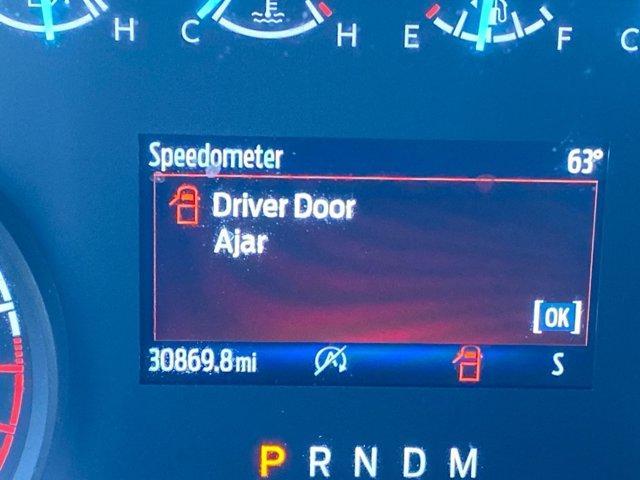 H C H E F C
Speedometer 63°
Driver Door
Ajar
[OK]
30869.8mi S
P R N D M